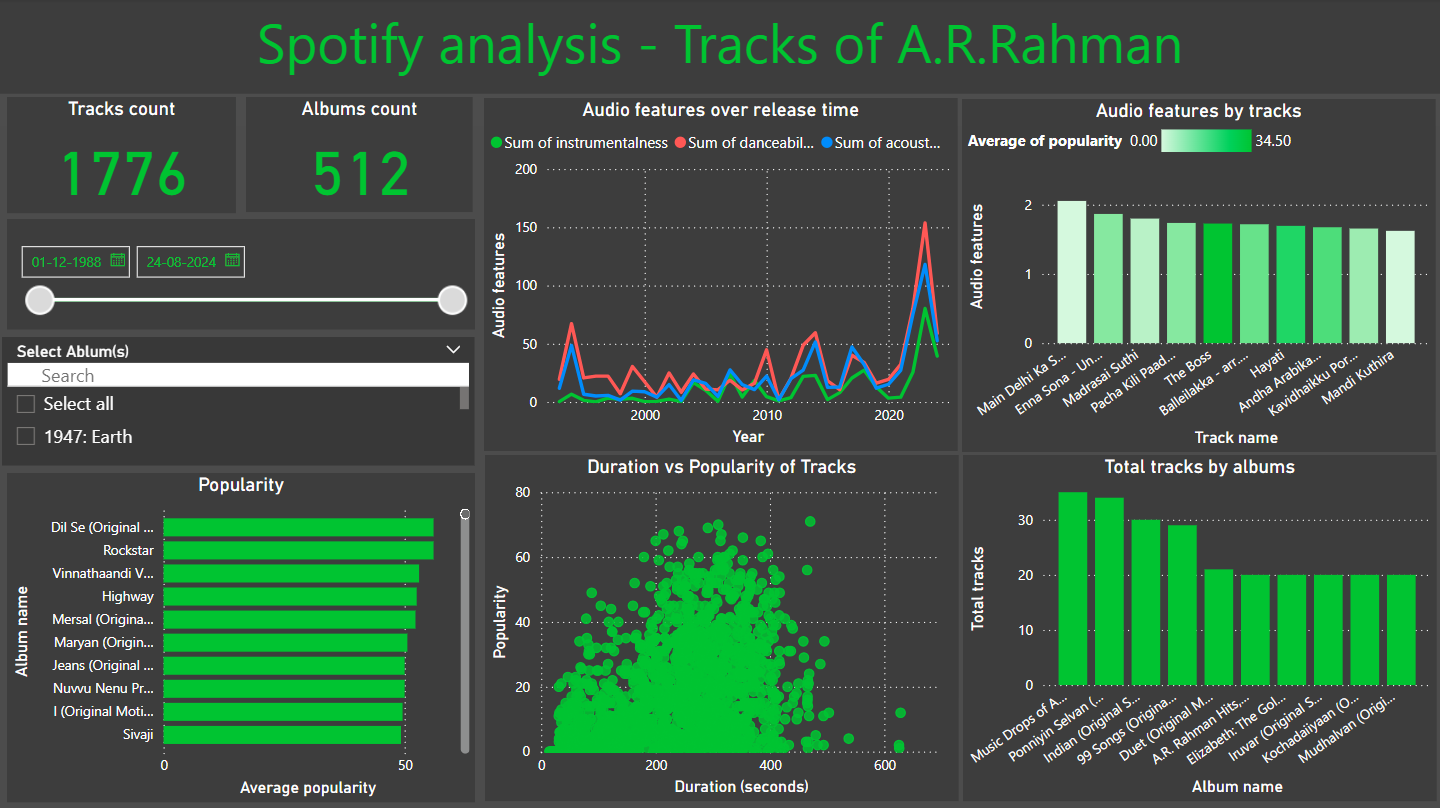 Spotify analysis - Tracks of A.R.Rahman
Tracks count
1776
Albums count
512
01-12-1988
24-08-2024
Select Ablum(s)
Search
Select all
1947: Earth
Popularity
Album name
Dil Se (Original ...
Rockstar
Vinnathaandi V...
Highway
Mersal (Origina...
Maryan (Origin...
Jeans (Original ...
Nuvvu Nenu Pr...
I (Original Moti...
Sivaji
0
50
Average popularity
Audio features over release time
Sum of instrumentalness
Sum of danceabil...
Sum of acoust...
Audio features
200
150
100
50
0
2000
2010
2020
Year
Audio features by tracks
Average of popularity
0.00
34.50
Audio features
2
1
0
Main Delhi Ka S...
Enna Sona - Un...
Madrasai Suthi
Pacha Kili Paad...
The Boss
Balleilakka - arr....
Hayati
Andha Arabika...
Kavidhaikku Por...
Mandi Kuthira
Track name
Duration vs Popularity of Tracks
Popularity
80
60
40
20
0
0
200
400
600
Duration (seconds)
Total tracks by albums
Total tracks
30
20
10
0
Music Drops of A...
Ponniyin Selvan (...
Indian (Original S...
99 Songs (Origina...
Duet (Original M...
A.R. Rahman Hits,...
Elizabeth: The Gol...
Iruvar (Original S...
Kochadaiiyaan (O...
Mudhalvan (Origi...
Album name